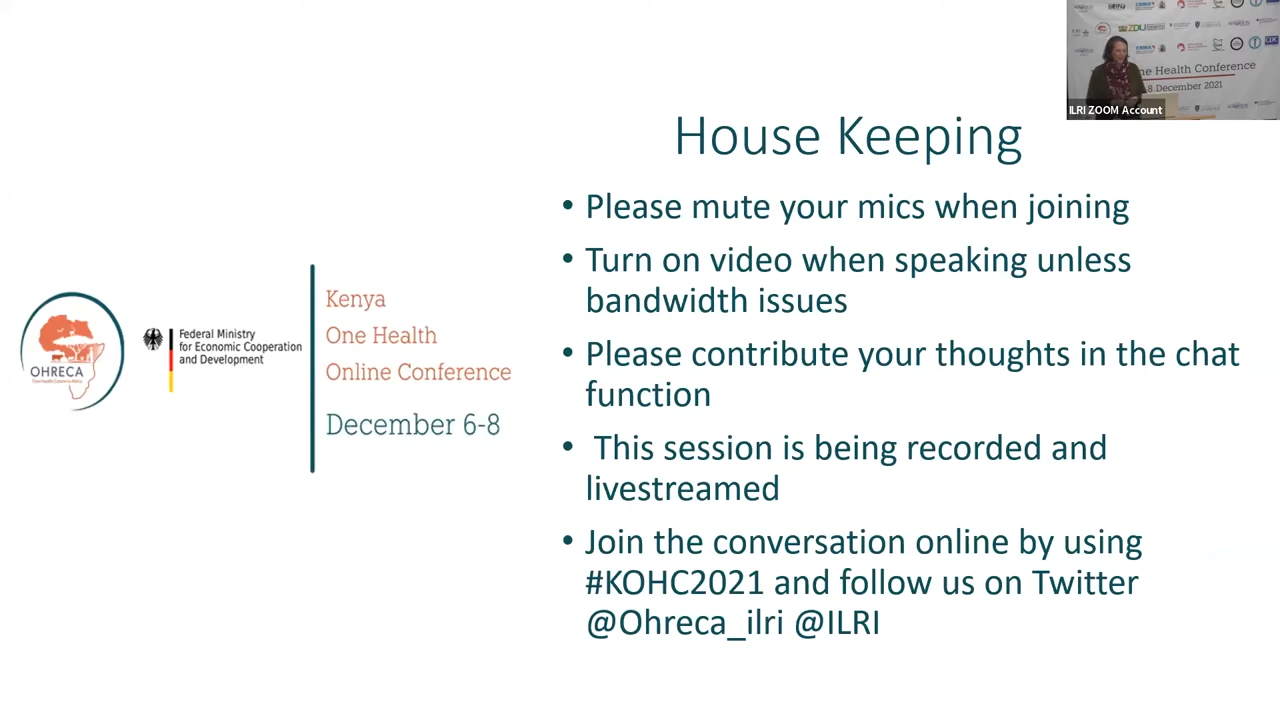 House Keeping
• Please mute your mics when joining
• Turn on video when speaking unless
bandwidth issues
• Please contribute your thoughts in the chat
function
• This session is being recorded and
livestreamed
• Join the conversation online by using
#KOHC2021 and follow us on Twitter
@Ohreca_ilri @ILRI
OHRECA
Federal Ministry
for Economic Cooperation
and Development
Kenya
One Health
Online Conference
December 6-8
ZDU
ne Health Conference
8 December 2021
ILRI ZOOM Account